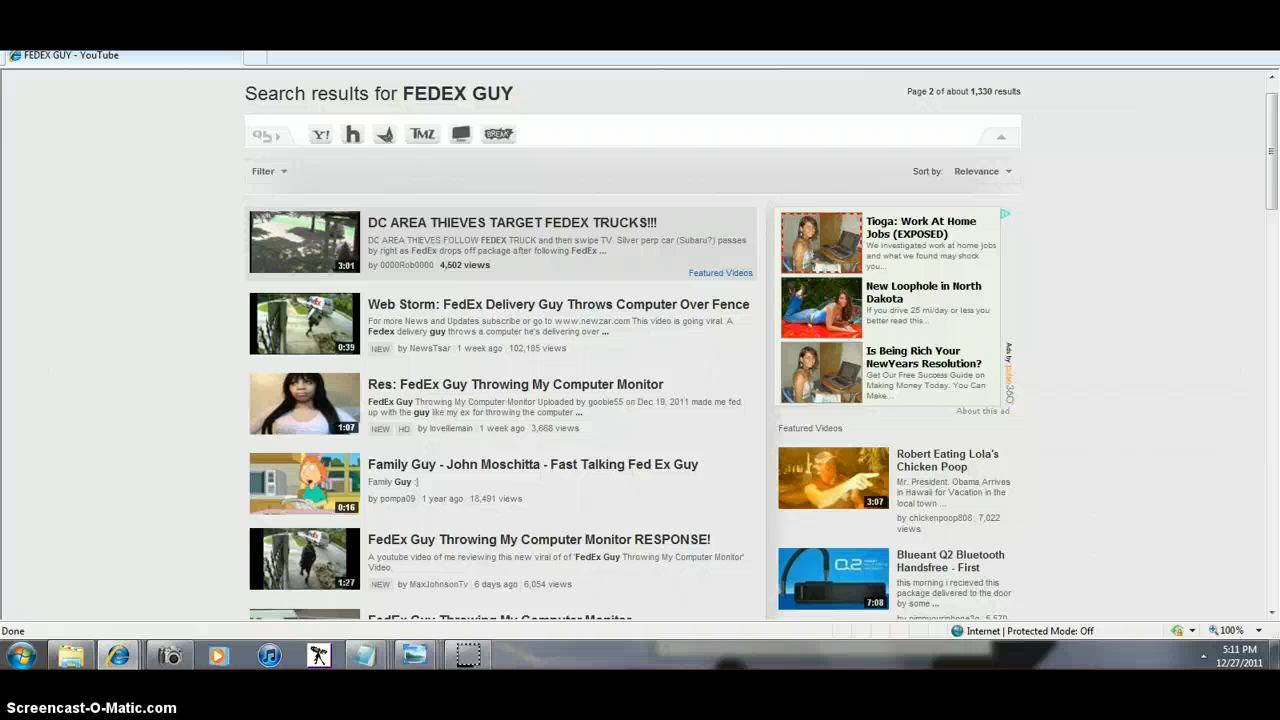 FEDEX GUY - YouTube
Search results for FEDEX GUY
Page 2 of about 1,330 results
Y! h TMZ BREAK
Filter
Sort by: Relevance
DC AREA THIEVES TARGET FEDEX TRUCKS!!!
DC AREA THIEVES FOLLOW FEDEX TRUCK and then swipe TV. Silver perp car (Subaru?) passes
by right as FedEx drops off package after following FedEx ...
by 0000Rob0000 4,502 views
Featured Videos
3:01
Web Storm: FedEx Delivery Guy Throws Computer Over Fence
For more News and Updates subscribe or go to www.newzar.com This video is going viral. A
Fedex delivery guy throws a computer he's delivering over ...
NEW by NewsTsar 1 week ago 102,185 views
0:39
Res: FedEx Guy Throwing My Computer Monitor
FedEx Guy Throwing My Computer Monitor Uploaded by goobie55 on Dec 19, 2011 made me fed
up with the guy like my ex for throwing the computer ...
NEW HD by lovelliemain 1 week ago 3,668 views
1:07
Family Guy - John Moschitta - Fast Talking Fed Ex Guy
Family Guy :]
by pompa09 1 year ago 18,491 views
0:16
FedEx Guy Throwing My Computer Monitor RESPONSE!
A youtube video of me reviewing this new viral of of 'FedEx Guy Throwing My Computer Monitor'
Video.
NEW by MaxJohnsonTv 6 days ago 6,054 views
1:27
FedEx Guy Throwing My Computer Monitor
Tioga: Work At Home
Jobs (EXPOSED)
We investigated work at home jobs
and what we found may shock
you...
New Loophole in North
Dakota
If you drive 25 mi/day or less you
better read this...
Is Being Rich Your
NewYears Resolution?
Get Our Free Success Guide on
Making Money Today. You Can
Make...
Ads by pulse 360
About this ad
Featured Videos
Robert Eating Lola's
Chicken Poop
Mr. President. Obama Arrives
in Hawaii for Vacation in the
local town ...
by chickenpoop808 7,022
views
3:07
Blueant Q2 Bluetooth
Handsfree - First
this morning i recieved this
package delivered to the door
by some ...
Q2
7:08
Done
Internet | Protected Mode: Off
100%
5:11 PM
12/27/2011
Screencast-O-Matic.com